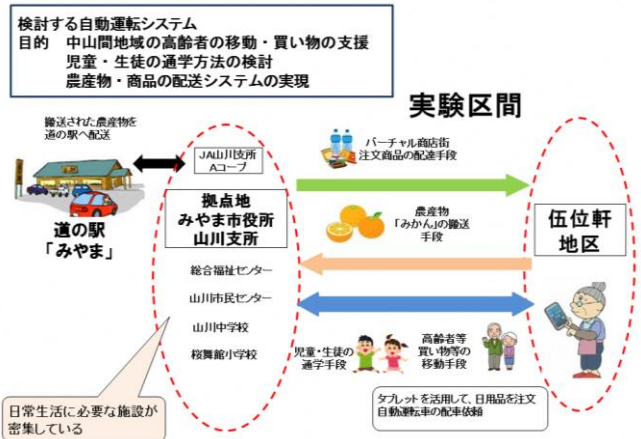 検討する自動運転システム
目的　中山間地域の高齢者の移動・買い物の支援
児童・生徒の通学方法の検討
農産物・商品の配送システムの実現
実験区間
搬送された農産物を
道の駅へ配送
道の駅
「みやま」
JA山川支所
Aコープ
拠点地
みやま市役所
山川支所
総合福祉センター
山川市民センター
山川中学校
桜舞館小学校
日常生活に必要な施設が
密集している
バーチャル商店街
注文商品の配達手段
農産物
「みかん」の搬送
手段
児童・生徒の
通学手段
高齢者等
買い物等の
移動手段
伍位軒
地区
タブレットを活用して、日用品を注文
自動運転車の配車依頼